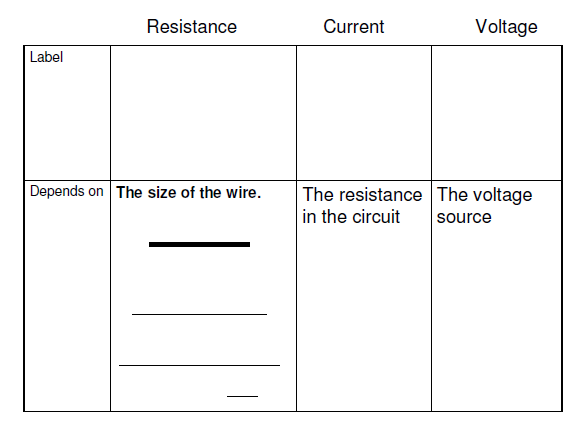 Resistance Current Voltage
Label
Depends on The size of the wire. The resistance in the circuit The voltage source